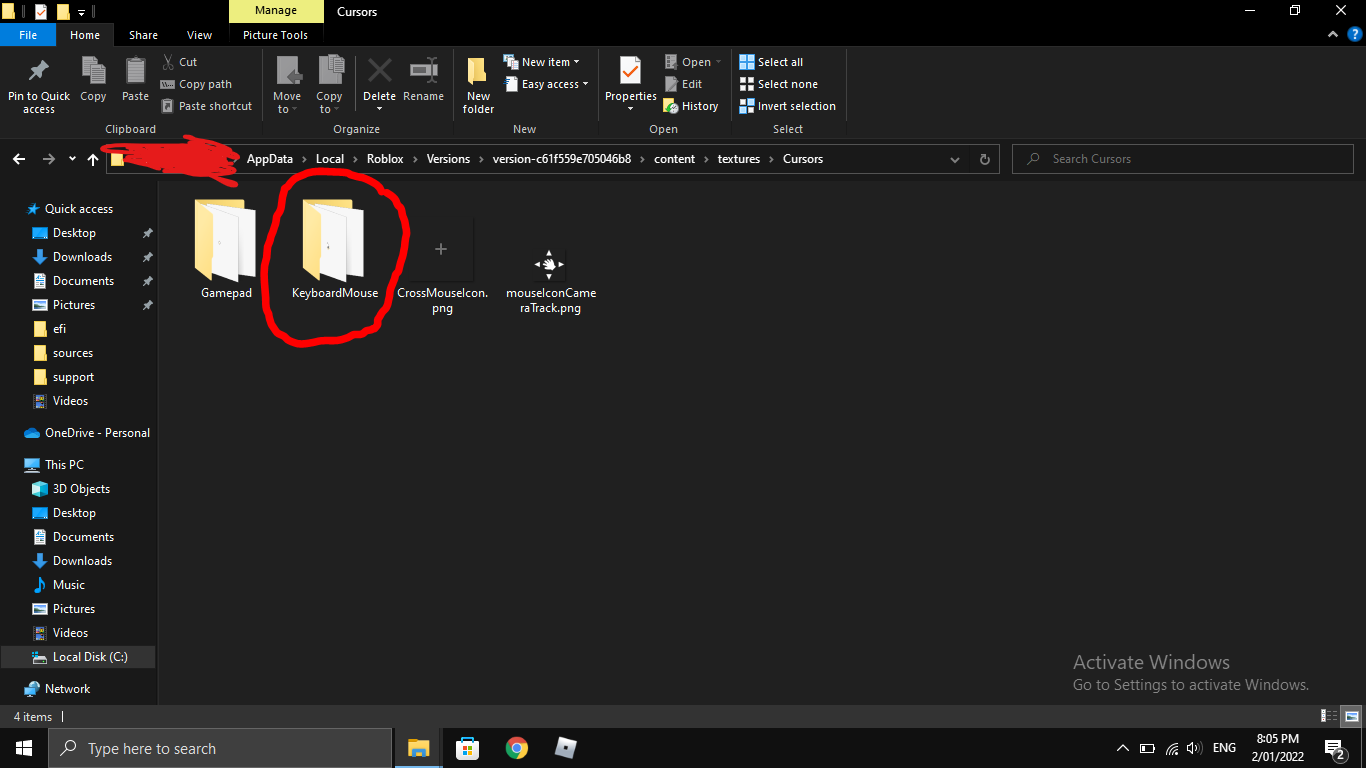 Manage
Cursors
File
Home
Share
View
Picture Tools
Pin to Quick access
Copy
Paste
Cut
Copy path
Paste shortcut
Clipboard
Move to
Copy to
Delete
Rename
Organize
New folder
New item
Easy access
New
Properties
Open
Edit
History
Open
Select all
Select none
Invert selection
Select
AppData > Local > Roblox > Versions > version-c61f559e705046b8 > content > textures > Cursors
Search Cursors
Quick access
Desktop
Downloads
Documents
Pictures
efi
sources
support
Videos
OneDrive - Personal
This PC
3D Objects
Desktop
Documents
Downloads
Music
Pictures
Videos
Local Disk (C:)
Network
Gamepad
KeyboardMouse
CrossMouseIcon.
png
mouseIconCame
raTrack.png
Activate Windows
Go to Settings to activate Windows.
4 items
Type here to search
ENG
8:05 PM
2/01/2022
2